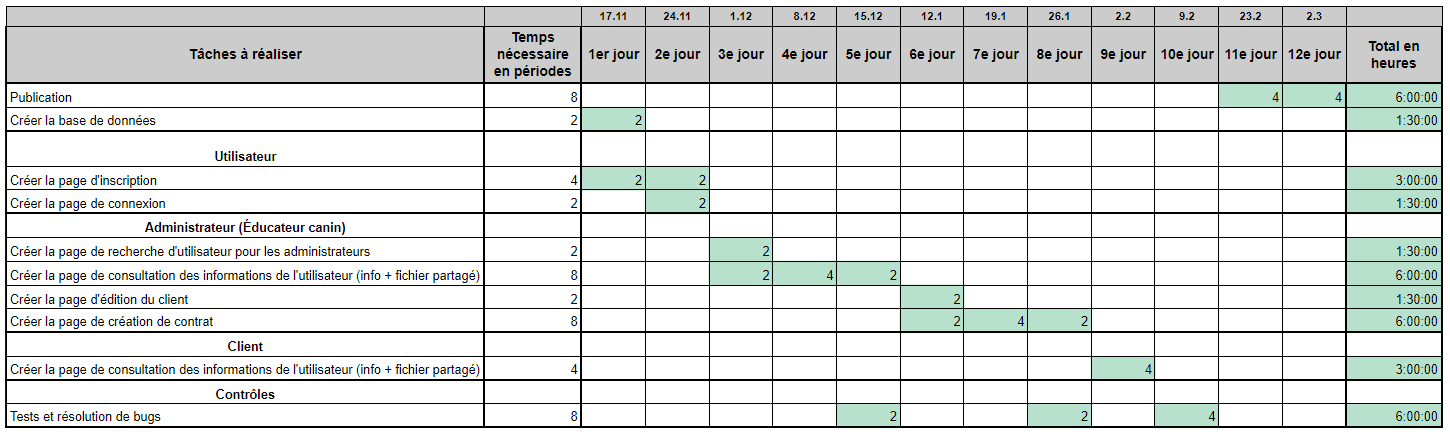 17.11 24.11 1.12 8.12 15.12 12.1 19.1 26.1 2.2 9.2 23.2 2.3
Tâches à réaliser Temps nécessaire en périodes 1er jour 2e jour 3e jour 4e jour 5e jour 6e jour 7e jour 8e jour 9e jour 10e jour 11e jour 12e jour Total en heures
Publication 8 4 4 6:00:00
Créer la base de données 2 2 1:30:00
Utilisateur
Créer la page d'inscription 4 2 2 3:00:00
Créer la page de connexion 2 2 1:30:00
Administrateur (Éducateur canin)
Créer la page de recherche d'utilisateur pour les administrateurs 2 2 1:30:00
Créer la page de consultation des informations de l'utilisateur (info + fichier partagé) 8 2 4 2 6:00:00
Créer la page d'édition du client 2 2 1:30:00
Créer la page de création de contrat 8 2 4 2 6:00:00
Client
Créer la page de consultation des informations de l'utilisateur (info + fichier partagé) 4 4 3:00:00
Contrôles
Tests et résolution de bugs 8 2 2 4 6:00:00